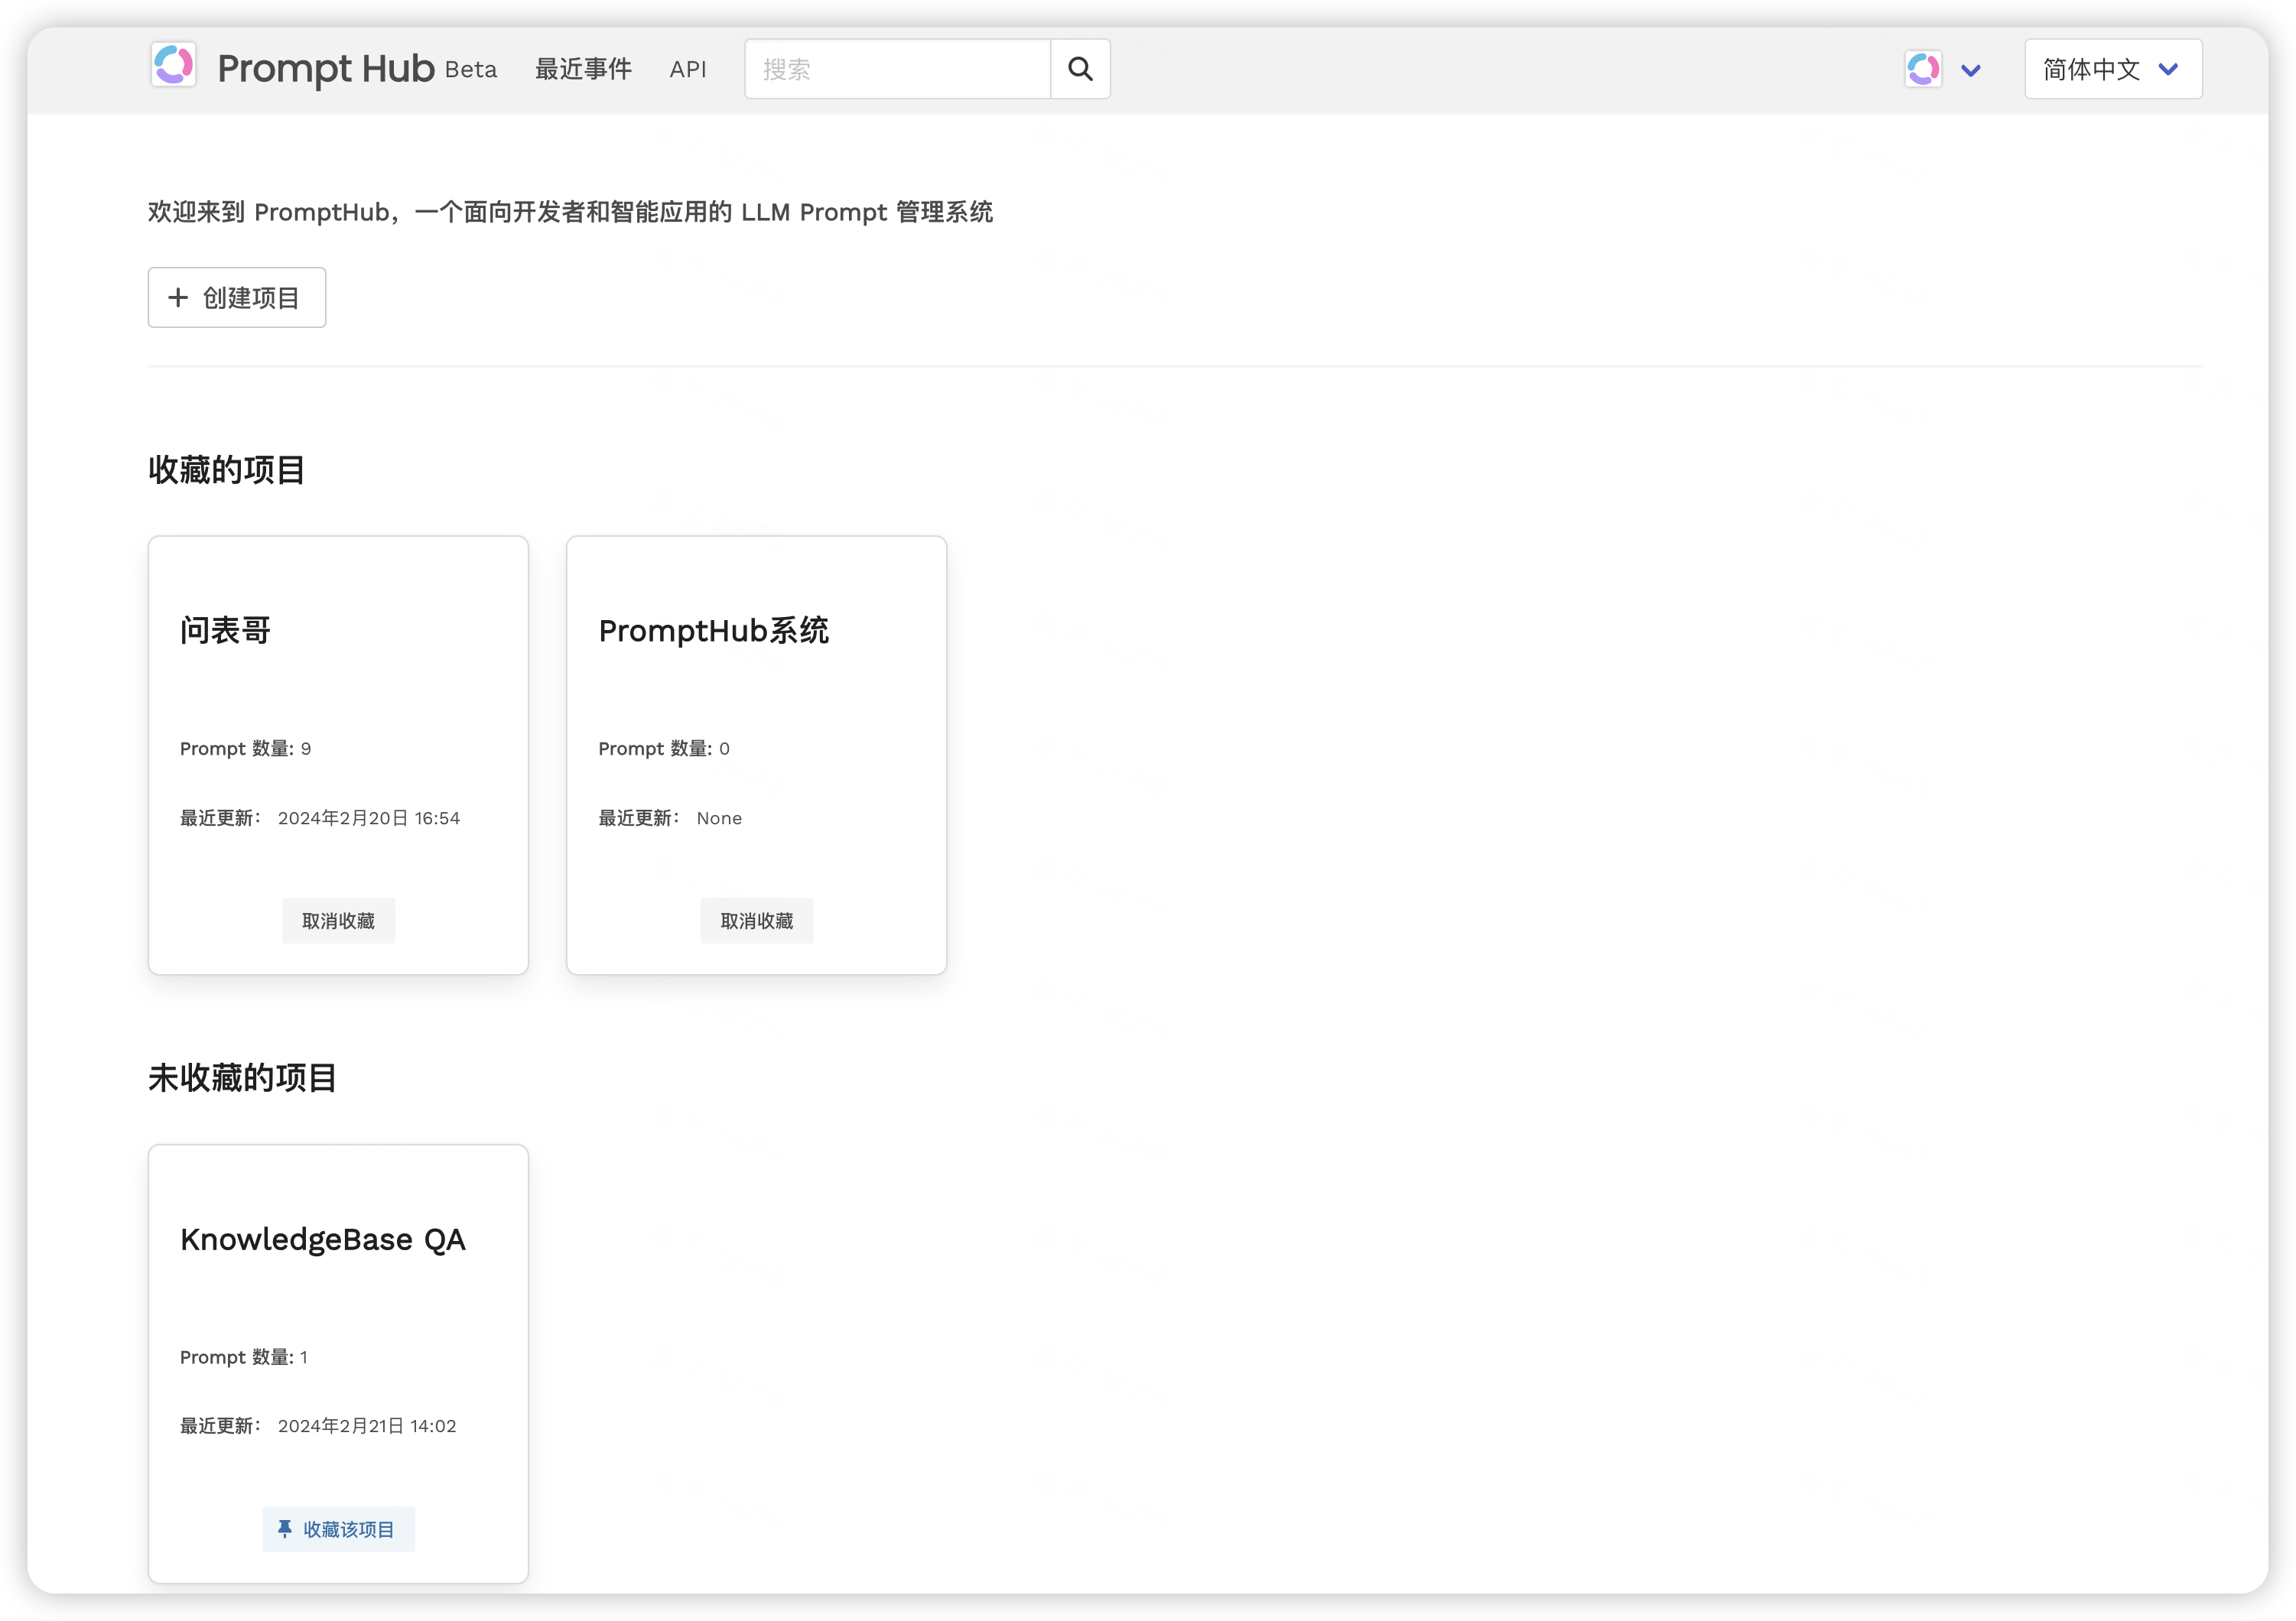 Prompt Hub Beta 最近事件 API 搜索 简体中文
欢迎来到 PromptHub，一个面向开发者和智能应用的 LLM Prompt 管理系统
+ 创建项目
收藏的项目
问表哥
Prompt 数量: 9
最近更新： 2024年2月20日 16:54
取消收藏
PromptHub系统
Prompt 数量: 0
最近更新： None
取消收藏
未收藏的项目
KnowledgeBase QA
Prompt 数量: 1
最近更新： 2024年2月21日 14:02
收藏该项目